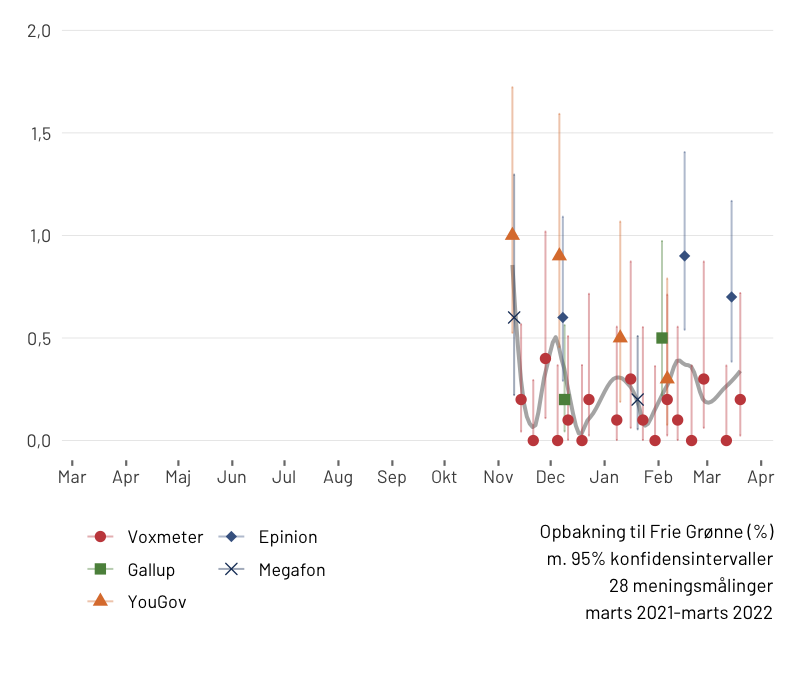 2,0
1,5
1,0
0,5
0,0
Mar Apr Maj Jun Jul Aug Sep Okt Nov Dec Jan Feb Mar Apr
Voxmeter Epinion
Gallup Megafon
YouGov
Opbakning til Frie Grønne (%)
m. 95% konfidensintervaller
28 meningsmålinger
marts 2021-marts 2022